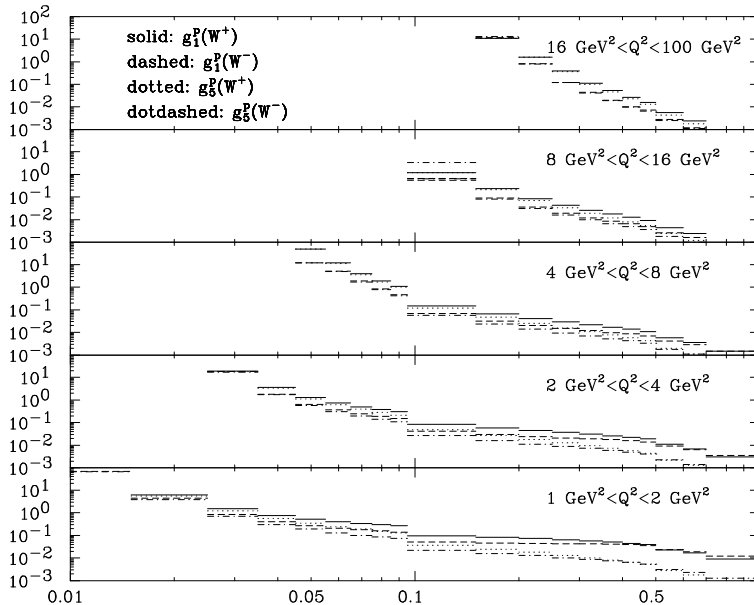 10²
10¹
10⁰
10⁻¹
10⁻²
10⁻³
solid: g₁ᵖ(W⁺)
dashed: g₁ᵖ(W⁻)
dotted: g₅ᵖ(W⁺)
dotdashed: g₅ᵖ(W⁻)
16 GeV²<Q²<100 GeV²
10¹
10⁰
10⁻¹
10⁻²
10⁻³
8 GeV²<Q²<16 GeV²
10¹
10⁰
10⁻¹
10⁻²
10⁻³
4 GeV²<Q²<8 GeV²
10¹
10⁰
10⁻¹
10⁻²
10⁻³
2 GeV²<Q²<4 GeV²
10¹
10⁰
10⁻¹
10⁻²
10⁻³
1 GeV²<Q²<2 GeV²
0.01 0.05 0.1 0.5